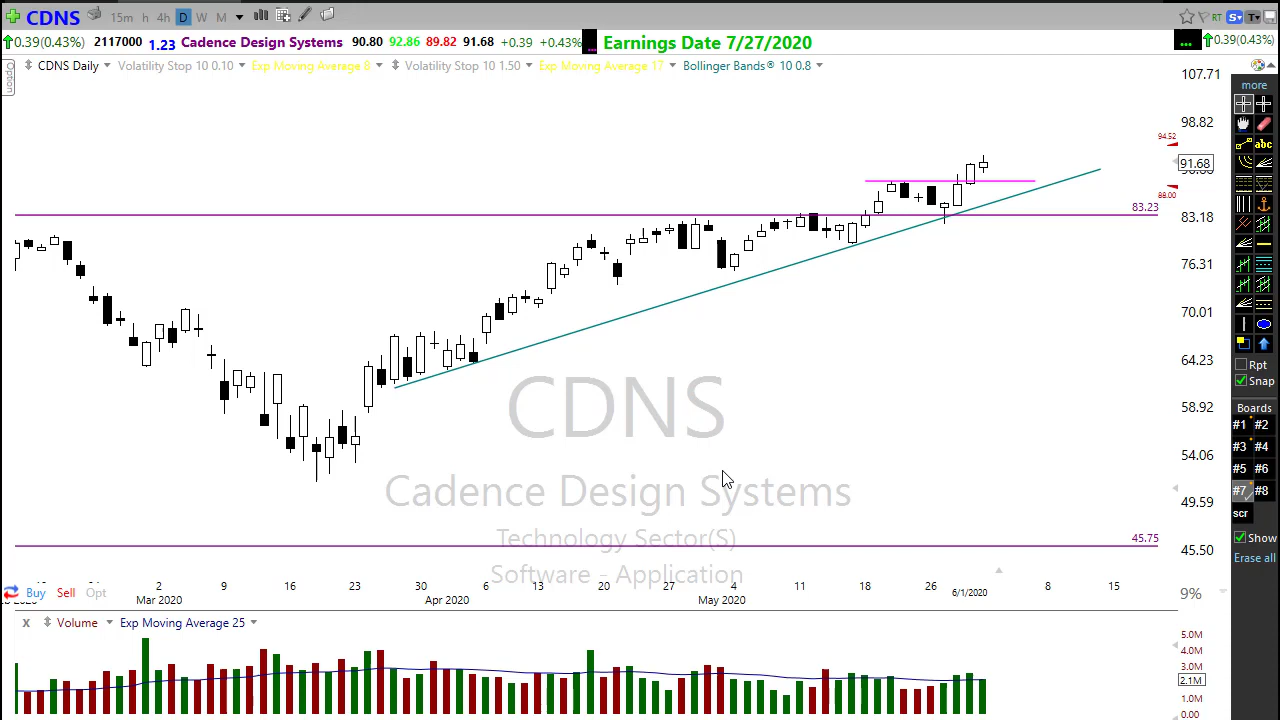 CDNS 15m h 4h D W M RT S T
0.39(0.43%) 2117000 1.23 Cadence Design Systems 90.80 92.86 89.82 91.68 +0.39 +0.43% ... Earnings Date 7/27/2020 ... 0.39(0.43%)
Option
CDNS Daily Volatility Stop 10 0.10 Exp Moving Average 8 Volatility Stop 10 1.50 Exp Moving Average 17 Bollinger Bands® 10 0.8
107.71
98.82
94.52
91.68
88.00
83.23
83.18
76.31
70.01
64.23
58.92
54.06
49.59
45.75
45.50
CDNS
Cadence Design Systems
Technology Sector(S)
Software - Application
2 9 16 23 30 6 13 20 27 4 11 18 26 6/1/2020 8 15
Mar 2020 Apr 2020 May 2020
Buy Sell Opt
9%
x Volume Exp Moving Average 25
5.0M
4.0M
3.0M
2.1M
1.0M
0.00
more
abc
Rpt
Snap
Boards
#1 #2
#3 #4
#5 #6
#7 #8
scr
Show
Erase all